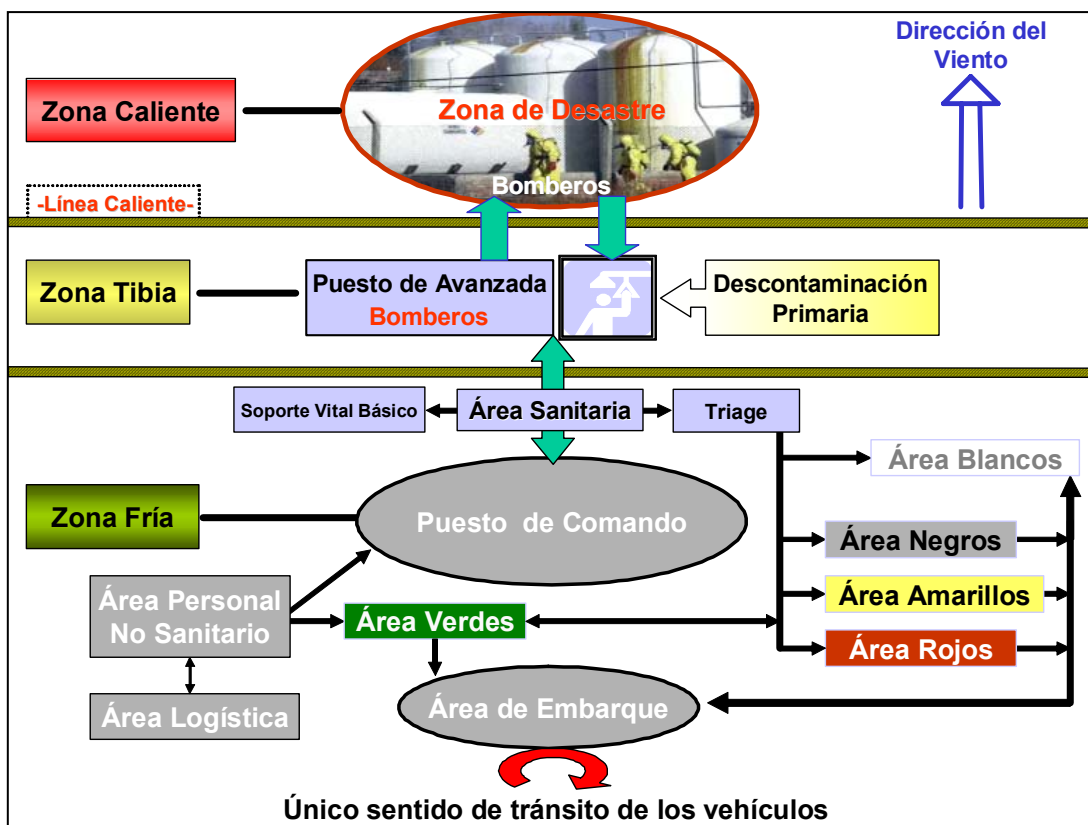 Dirección del
Viento
Zona Caliente
Zona de Desastre
Bomberos
-Línea Caliente-
Zona Tibia
Puesto de Avanzada
Bomberos
Descontaminación
Primaria
Soporte Vital Básico
Área Sanitaria
Triage
Área Blancos
Zona Fría
Puesto de Comando
Área Negros
Área Personal
No Sanitario
Área Verdes
Área Amarillos
Área Rojos
Área Logística
Área de Embarque
Único sentido de tránsito de los vehículos